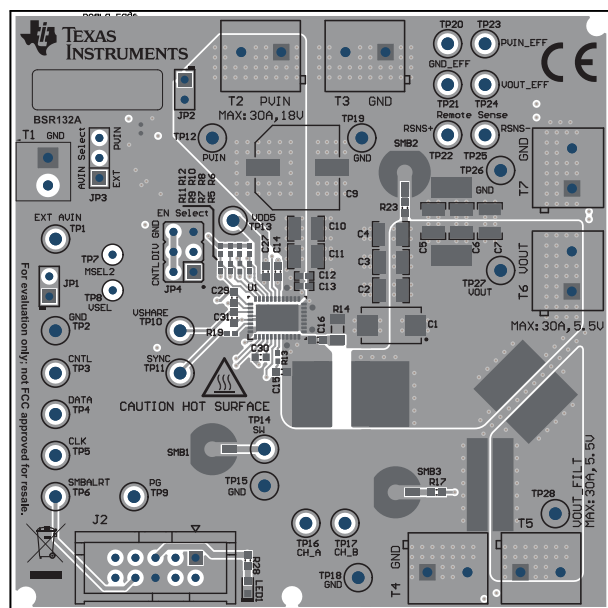 TEXAS
INSTRUMENTS
BSR132A
T1 GND
AVIN Select
PVIN
EXT
JP3
JP2
T2 PVIN
MAX:30A,18V
T3 GND
TP20
TP23
PVIN_EFF
GND_EFF
VOUT_EFF
TP21
TP24
Remote Sense
RSNS+
RSNS-
TP22
TP25
CE
TP12
PVIN
TP19
GND
SMB2
TP26
GND
GND
T7
C9
R23
EXT AVIN
TP1
EN Select
CNTL
DIV
GND
JP4
R11 R12
R9 R10
R7 R8
R5 R6
VDD5
TP13
C22
C14
C10
C11
C12
C13
C4
C3
C2
C5
C6
C7
TP27
VOUT
VOUT
T6
MAX:30A,5.5V
TP7
MSEL2
JP1
TP8
VSEL
GND
TP2
VSHARE
TP10
C29
C31
R19
U1
R14
C16
C1
SYNC
TP11
C30
C15
R13
CNTL
TP3
CAUTION HOT SURFACE
DATA
TP4
TP14
SW
SMB1
CLK
TP5
TP15
GND
SMBALRT
TP6
PG
TP9
SMB3
R17
For evaluation only; not FCC approved for resale.
VOUT_FILT
MAX:30A,5.5V
TP28
J2
TP16
CH_A
TP17
CH_B
TP18
GND
R28
LED1
T4 GND
T5